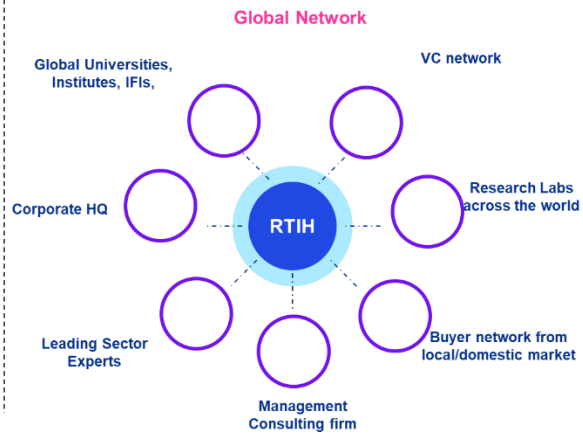 Global Network
Global Universities,
Institutes, IFIs,
VC network
Corporate HQ
RTIH
Research Labs
across the world
Leading Sector
Experts
Buyer network from
local/domestic market
Management
Consulting firm